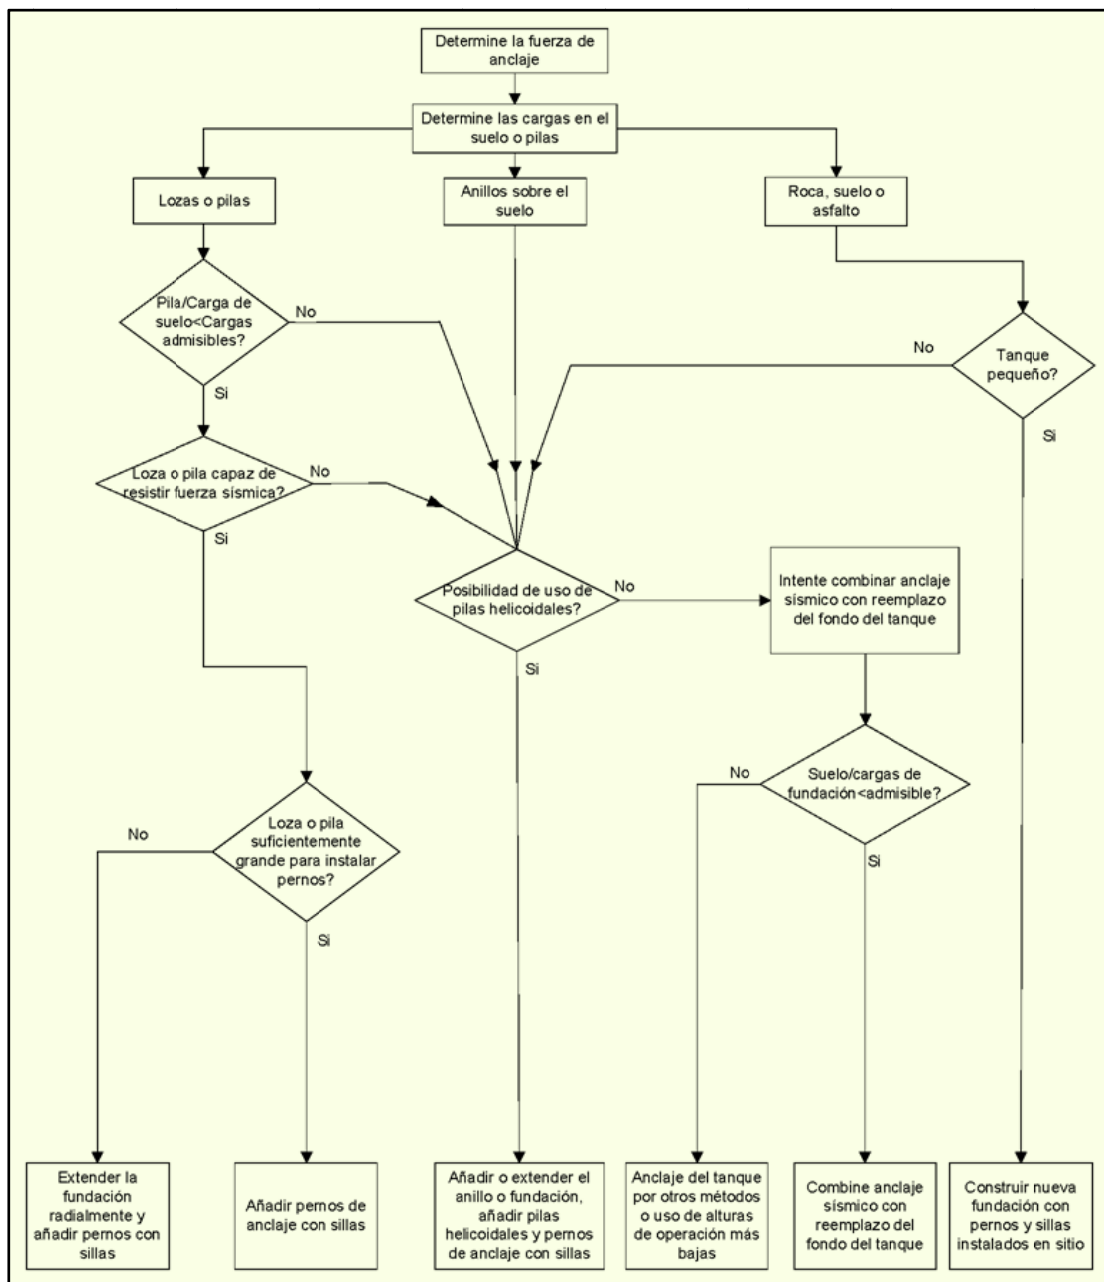 Determine la fuerza de
anclaje
Determine las cargas en el
suelo o pilas
Lozas o pilas
Anillos sobre el
suelo
Roca, suelo o
asfalto
Pila/Carga de
suelo<Cargas
admisibles?
No
Si
No
Tanque
pequeño?
Si
Loza o pila capaz de
resistir fuerza sísmica?
No
Si
Posibilidad de uso de
pilas helicoidales?
No
Si
Intente combinar anclaje
sísmico con reemplazo
del fondo del tanque
No
Suelo/cargas de
fundación<admisible?
Si
No
Loza o pila
suficientemente
grande para instalar
pernos?
Si
Extender la
fundación
radialmente y
añadir pernos con
sillas
Añadir pernos de
anclaje con sillas
Añadir o extender el
anillo o fundación,
añadir pilas
helicoidales y pernos
de anclaje con sillas
Anclaje del tanque
por otros métodos
o uso de alturas
de operación más
bajas
Combine anclaje
sísmico con
reemplazo del
fondo del tanque
Construir nueva
fundación con
pernos y sillas
instalados en sitio